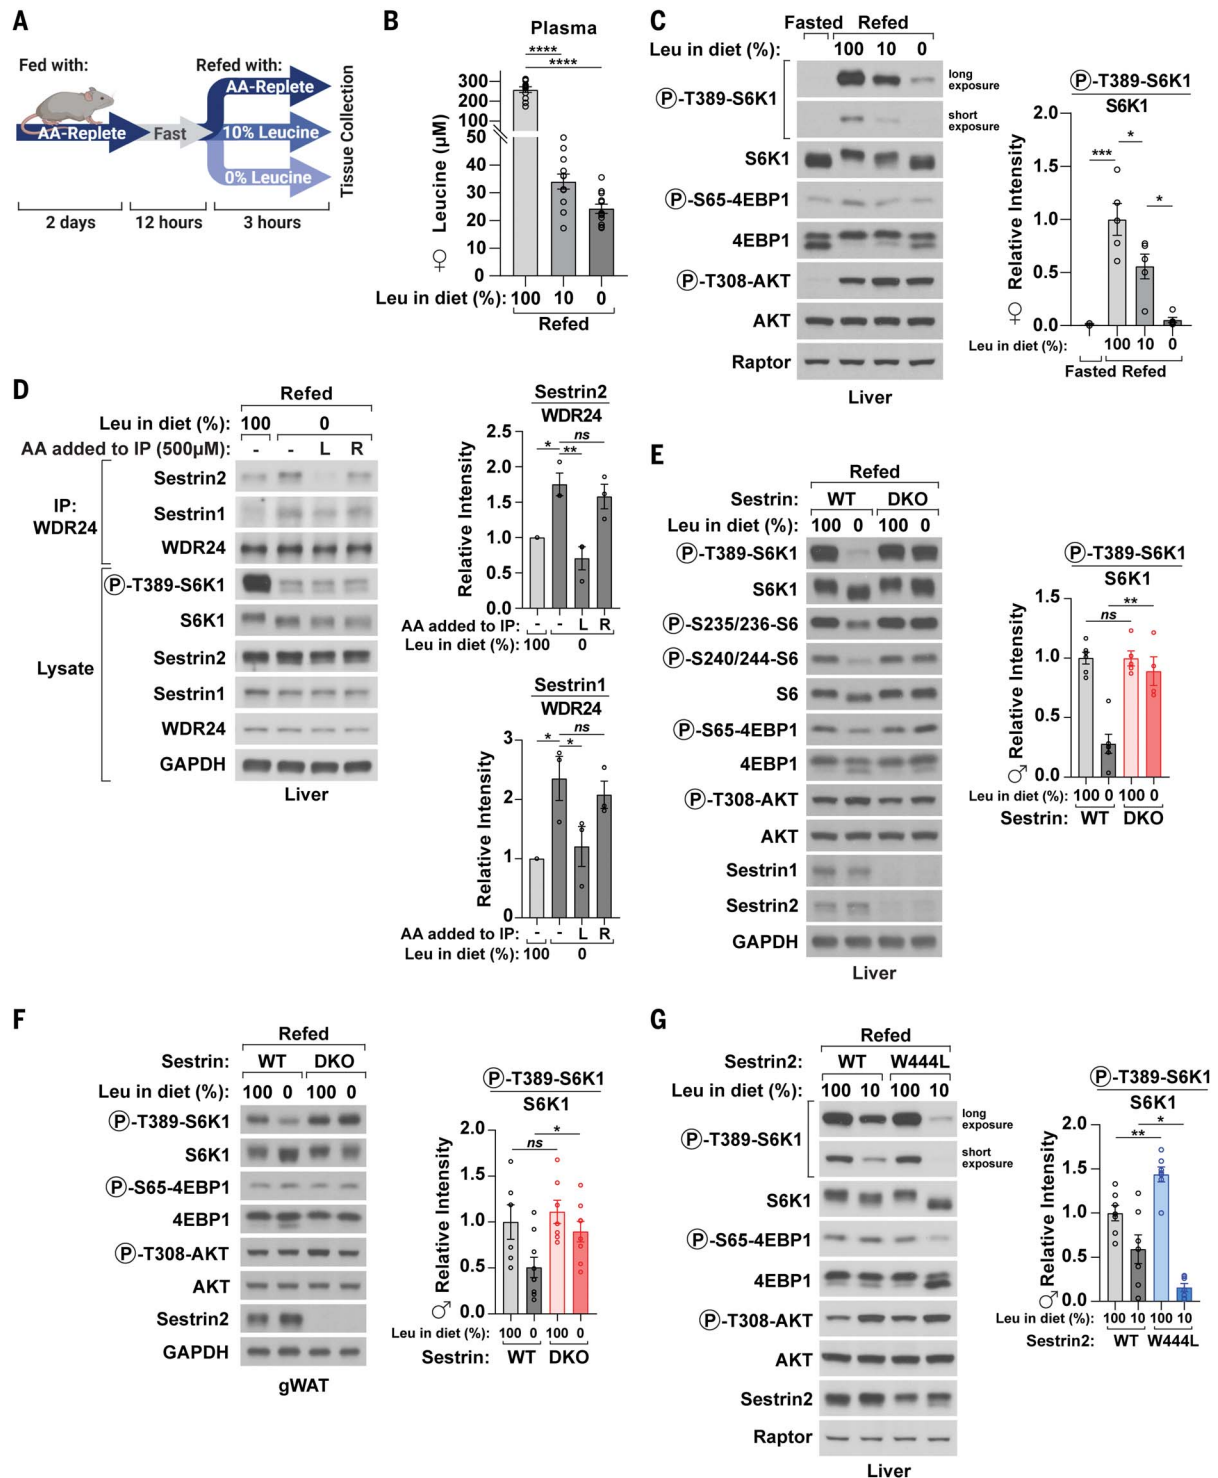 A
Fed with:
Refed with:
AA-Replete
AA-Replete
Fast
10% Leucine
0% Leucine
Tissue Collection
2 days
12 hours
3 hours
B
Plasma
****
****
Leucine (µM)
300
200
100
50
40
30
20
10
0
♀
Leu in diet (%): 100 10 0
Refed
C
Fasted Refed
Leu in diet (%): 100 10 0
Ⓟ-T389-S6K1
long exposure
short exposure
S6K1
Ⓟ-S65-4EBP1
4EBP1
Ⓟ-T308-AKT
AKT
Raptor
Liver
Ⓟ-T389-S6K1
S6K1
♀ Relative Intensity
2.0
1.5
1.0
0.5
0.0
***
*
*
Leu in diet (%): 100 10 0
Fasted Refed
D
Refed
Leu in diet (%): 100 0
AA added to IP (500µM): - - L R
IP: WDR24
Sestrin2
Sestrin1
WDR24
Lysate
Ⓟ-T389-S6K1
S6K1
Sestrin2
Sestrin1
WDR24
GAPDH
Liver
Sestrin2
WDR24
Relative Intensity
2.5
2.0
1.5
1.0
0.5
0.0
ns
* **
AA added to IP: - - L R
Leu in diet (%): 100 0
Sestrin1
WDR24
Relative Intensity
3
2
1
0
ns
* *
AA added to IP: - - L R
Leu in diet (%): 100 0
E
Refed
Sestrin: WT DKO
Leu in diet (%): 100 0 100 0
Ⓟ-T389-S6K1
S6K1
Ⓟ-S235/236-S6
Ⓟ-S240/244-S6
S6
Ⓟ-S65-4EBP1
4EBP1
Ⓟ-T308-AKT
AKT
Sestrin1
Sestrin2
GAPDH
Liver
Ⓟ-T389-S6K1
S6K1
♂ Relative Intensity
1.5
1.0
0.5
0.0
**
ns
Leu in diet (%): 100 0 100 0
Sestrin: WT DKO
F
Refed
Sestrin: WT DKO
Leu in diet (%): 100 0 100 0
Ⓟ-T389-S6K1
S6K1
Ⓟ-S65-4EBP1
4EBP1
Ⓟ-T308-AKT
AKT
Sestrin2
GAPDH
gWAT
Ⓟ-T389-S6K1
S6K1
♂ Relative Intensity
2.0
1.5
1.0
0.5
0.0
*
ns
Leu in diet (%): 100 0 100 0
Sestrin: WT DKO
G
Refed
Sestrin2: WT W444L
Leu in diet (%): 100 10 100 10
Ⓟ-T389-S6K1
long exposure
short exposure
S6K1
Ⓟ-S65-4EBP1
4EBP1
Ⓟ-T308-AKT
AKT
Sestrin2
Raptor
Liver
Ⓟ-T389-S6K1
S6K1
♂ Relative Intensity
2.0
1.5
1.0
0.5
0.0
*
**
Leu in diet (%): 100 10 100 10
Sestrin2: WT W444L